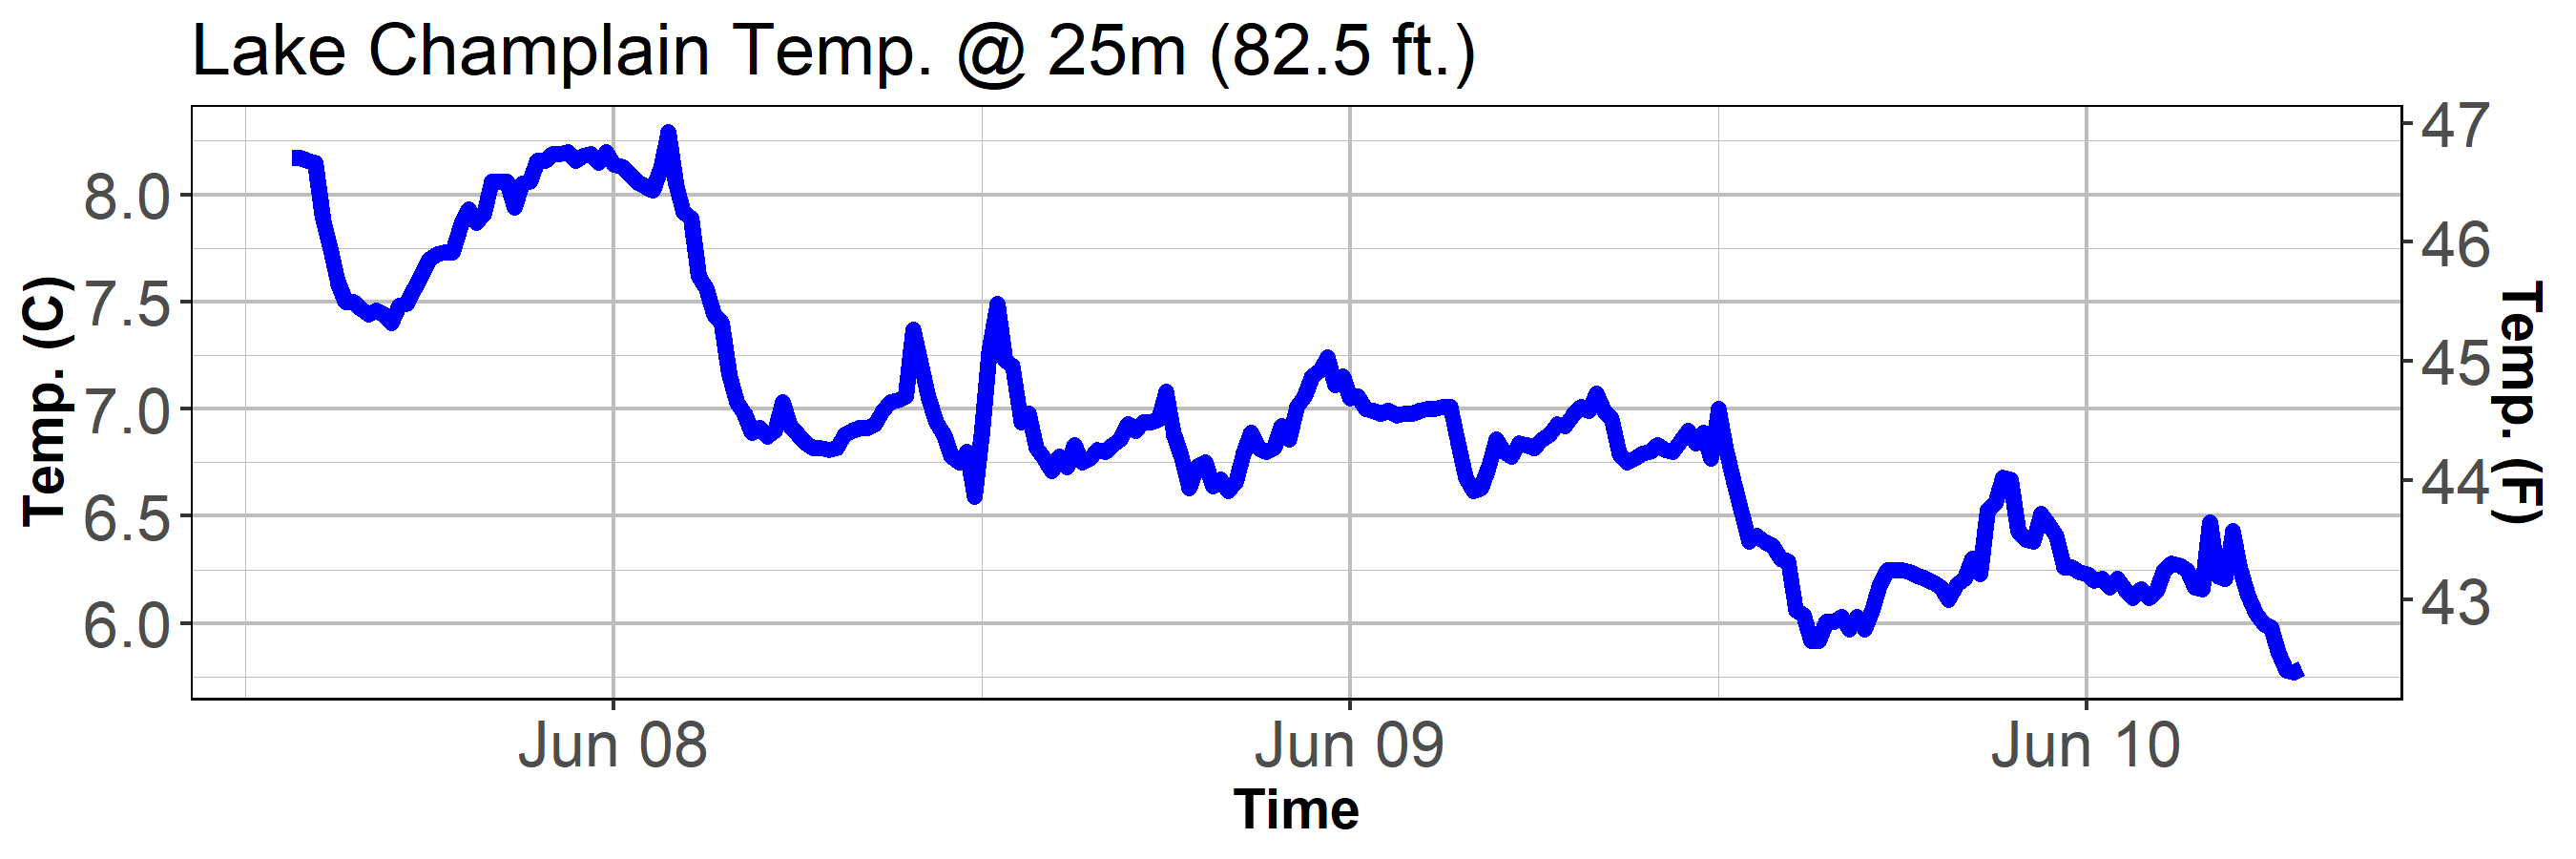 Lake Champlain Temp. @ 25m (82.5 ft.)
47
8.0
46
7.5
Temp. (C)
Temp. (F)
45
7.0
44
6.5
43
6.0
Jun 08
Jun 09
Jun 10
Time